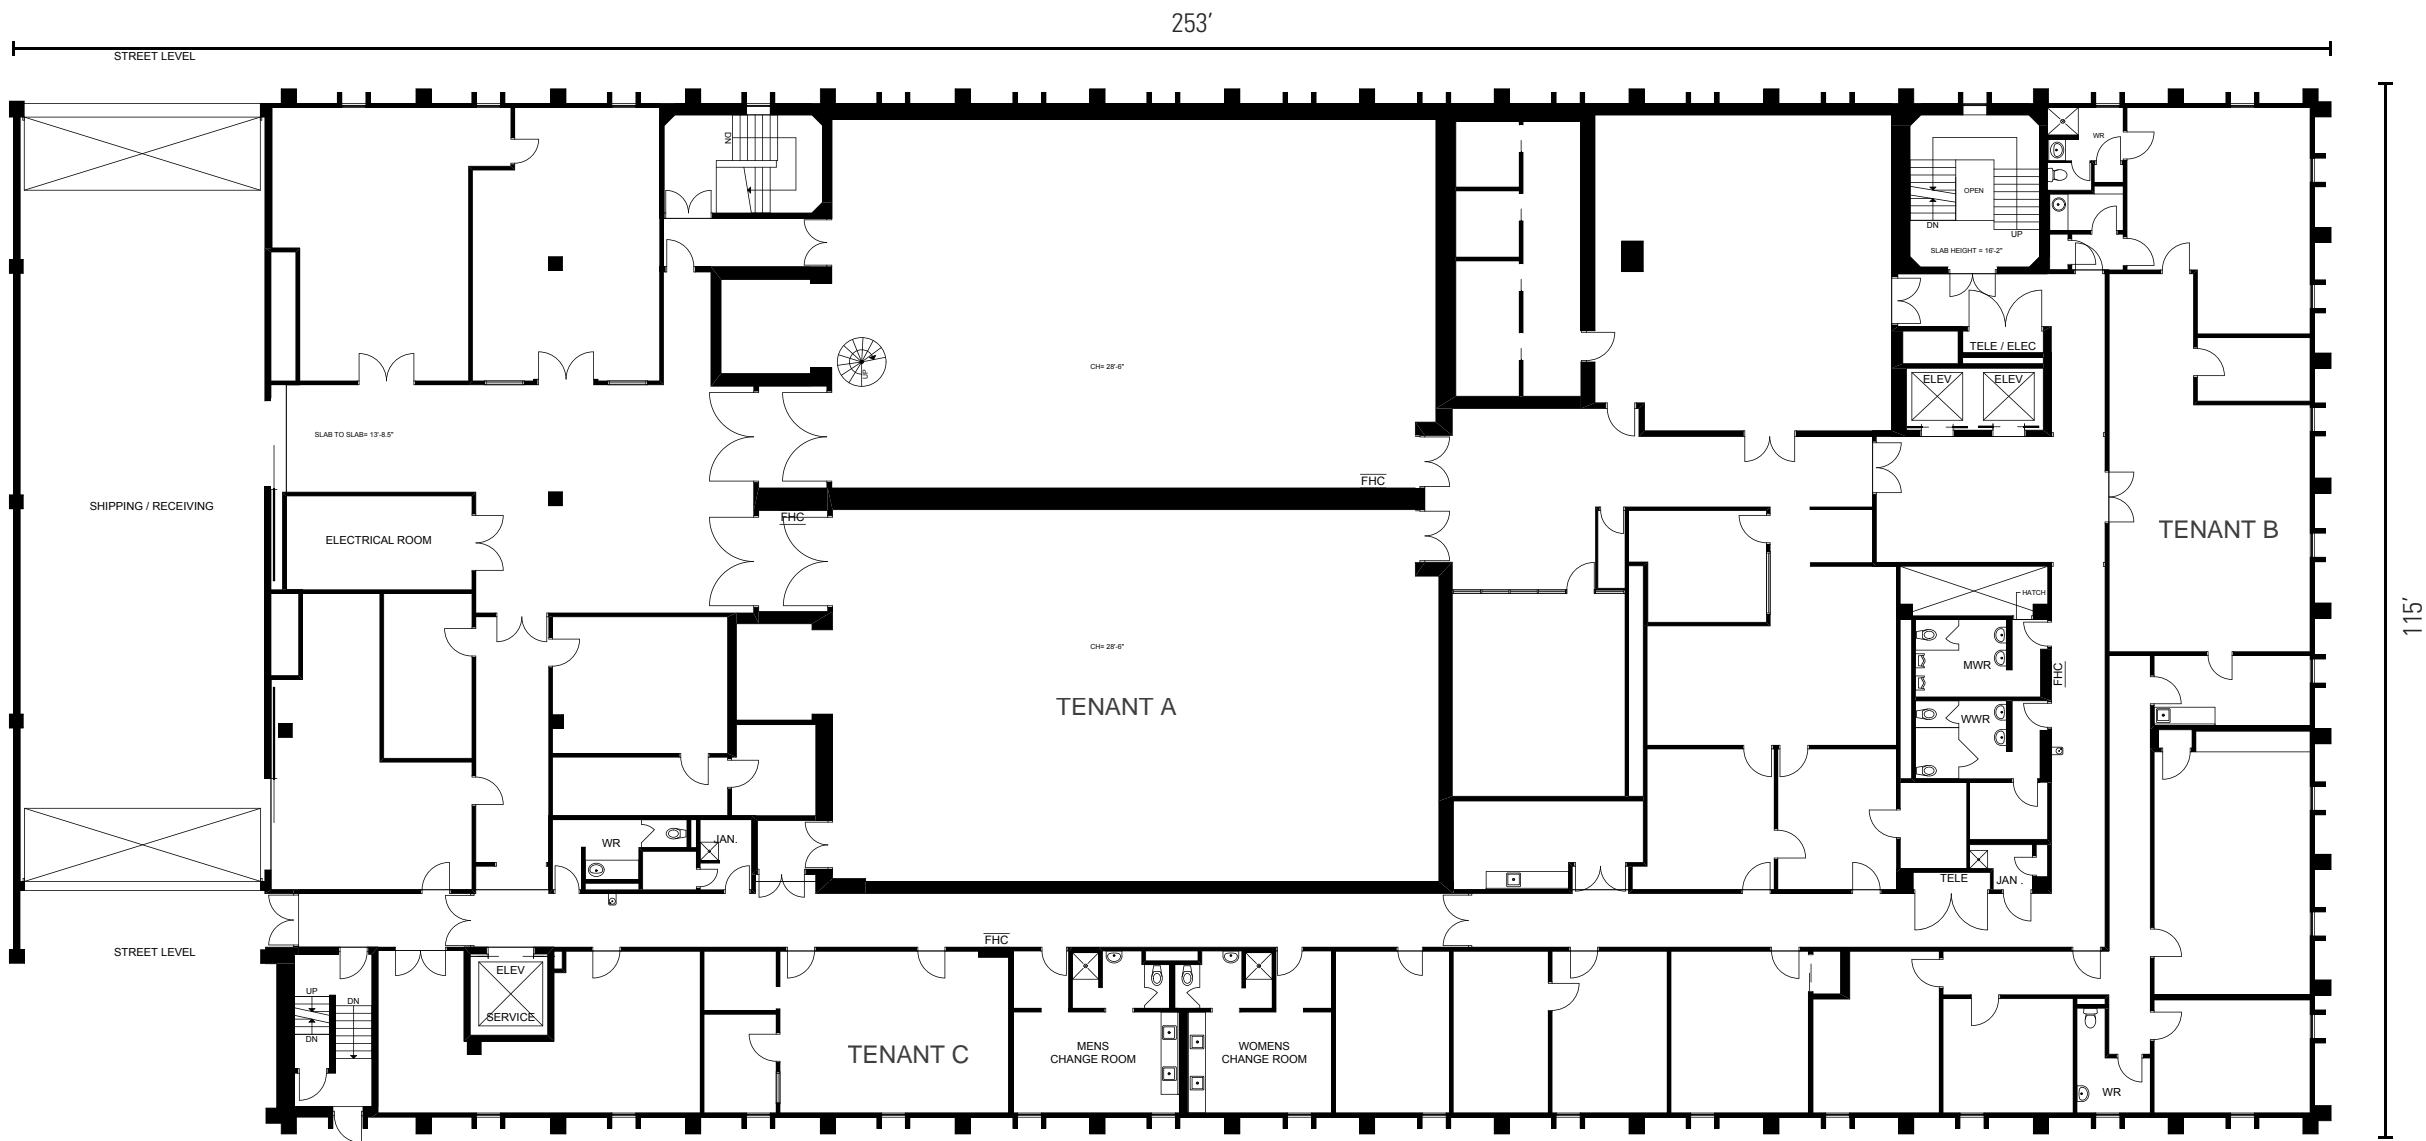 253'
STREET LEVEL
DN
WR
OPEN
DN
UP
SLAB HEIGHT = 16'-2"
TELE / ELEC
UP
CH= 28'-6"
ELEV
ELEV
SLAB TO SLAB= 13'-8.5"
FHC
SHIPPING / RECEIVING
FHC
TENANT B
ELECTRICAL ROOM
HATCH
115'
CH= 28'-6"
MWR
FHC
TENANT A
WWR
WR
JAN.
TELE
JAN .
STREET LEVEL
FHC
ELEV
UP
DN
SERVICE
DN
MENS
CHANGE ROOM
WOMENS
CHANGE ROOM
TENANT C
WR